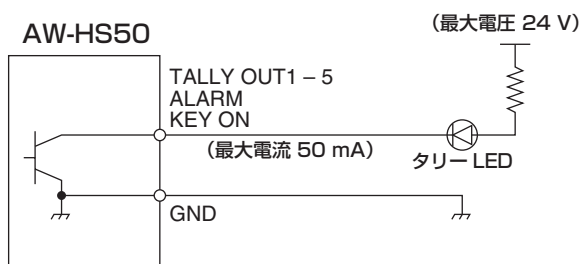 （最大電圧 24 V）
AW-HS50
TALLY OUT1 – 5
ALARM
KEY ON
（最大電流 50 mA）
タリー LED
GND